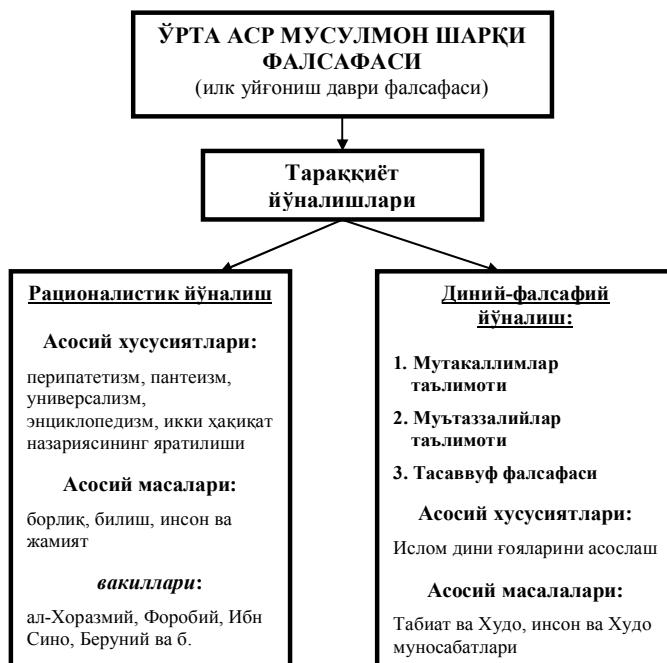 ЎРТА АСР МУСУЛМОН ШАРҚИ
ФАЛСАФАСИ
(илк уйғониш даври фалсафаси)
Тараққиёт
йўналишлари
Рационалистик йўналиш
Асосий хусусиятлари:
перипатетизм, пантеизм,
универсализм,
энциклопедизм, икки ҳақиқат
назариясининг яратилиши
Асосий масалари:
борлиқ, билиш, инсон ва
жамият
вакиллари:
ал-Хоразмий, Форобий, Ибн
Сино, Беруний ва б.
Диний-фалсафий
йўналиш:
1. Мутакаллимлар
таълимоти
2. Муътаззалийлар
таълимоти
3. Тасаввуф фалсафаси
Асосий хусусиятлари:
Ислом дини ғояларини асослаш
Асосий масалалари:
Табиат ва Худо, инсон ва Худо
муносабатлари